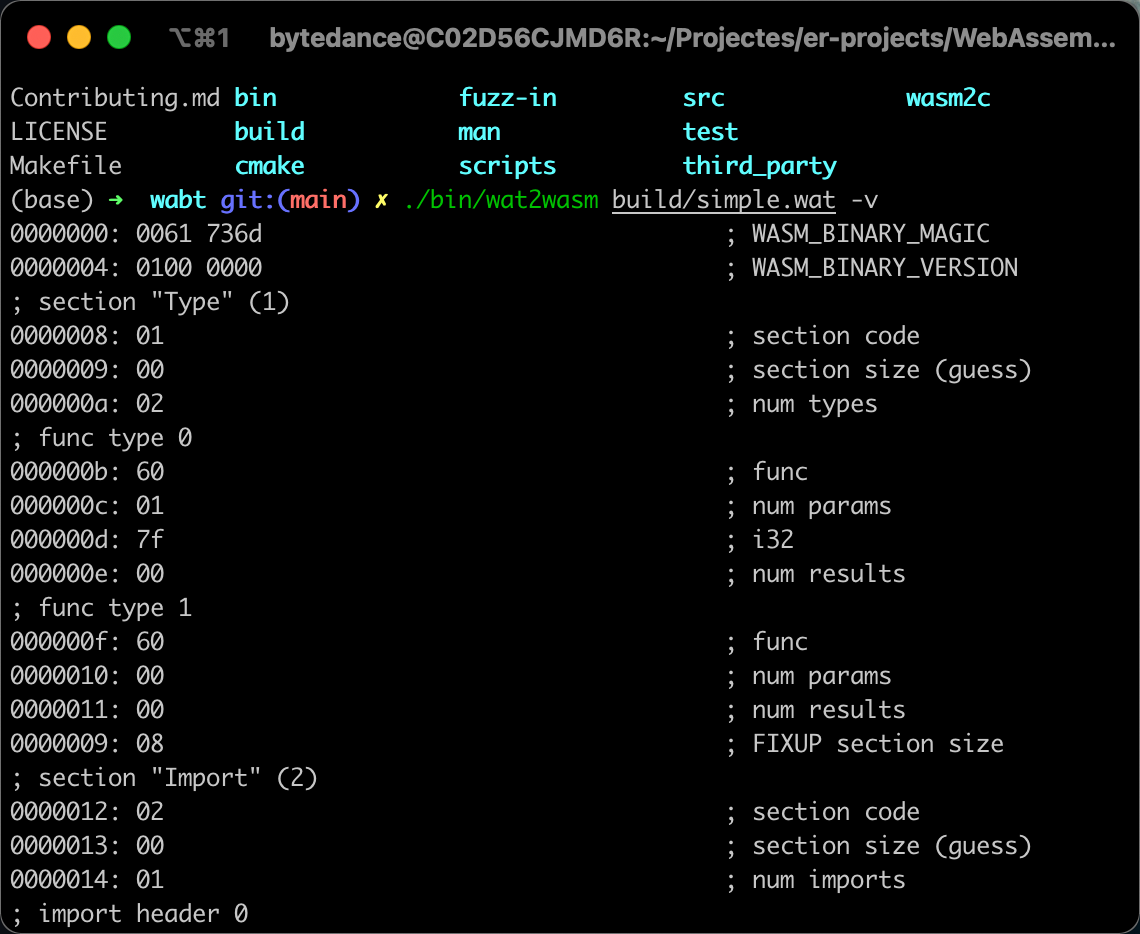 ⌥⌘1 bytedance@C02D56CJMD6R:~/Projectes/er-projects/WebAssem...
Contributing.md bin fuzz-in src wasm2c
LICENSE build man test
Makefile cmake scripts third_party
(base) ➜ wabt git:(main) ✗ ./bin/wat2wasm build/simple.wat -v
0000000: 0061 736d ; WASM_BINARY_MAGIC
0000004: 0100 0000 ; WASM_BINARY_VERSION
; section "Type" (1)
0000008: 01 ; section code
0000009: 00 ; section size (guess)
000000a: 02 ; num types
; func type 0
000000b: 60 ; func
000000c: 01 ; num params
000000d: 7f ; i32
000000e: 00 ; num results
; func type 1
000000f: 60 ; func
0000010: 00 ; num params
0000011: 00 ; num results
0000009: 08 ; FIXUP section size
; section "Import" (2)
0000012: 02 ; section code
0000013: 00 ; section size (guess)
0000014: 01 ; num imports
; import header 0